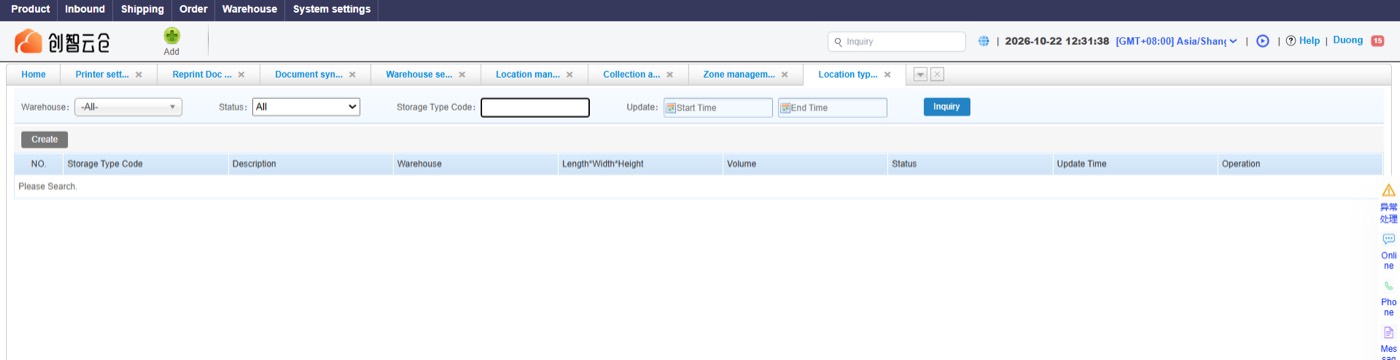 Product Inbound Shipping Order Warehouse System settings
创智云仓
Add
Inquiry
| 2026-10-22 12:31:38 [GMT+08:00] Asia/Shang | | Help | Duong 15
Home Printer sett... Reprint Doc ... Document syn... Warehouse se... Location man... Collection a... Zone managem... Location typ...
Warehouse: -All- Status: All Storage Type Code: Update: Start Time End Time Inquiry
Create
NO. Storage Type Code Description Warehouse Length*Width*Height Volume Status Update Time Operation
Please Search.
异常
处理
Onli
ne
Pho
ne
Mes
sag